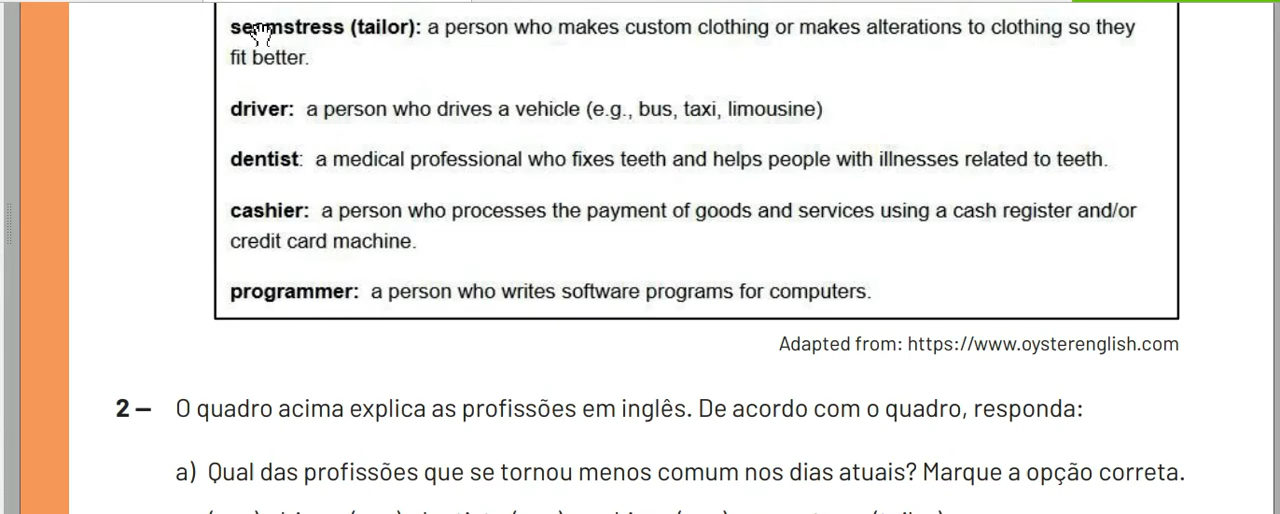 seamstress (tailor): a person who makes custom clothing or makes alterations to clothing so they
fit better.
driver: a person who drives a vehicle (e.g., bus, taxi, limousine)
dentist: a medical professional who fixes teeth and helps people with illnesses related to teeth.
cashier: a person who processes the payment of goods and services using a cash register and/or
credit card machine.
programmer: a person who writes software programs for computers.
Adapted from: https://www.oysterenglish.com
2 – O quadro acima explica as profissões em inglês. De acordo com o quadro, responda:
a) Qual das profissões que se tornou menos comum nos dias atuais? Marque a opção correta.